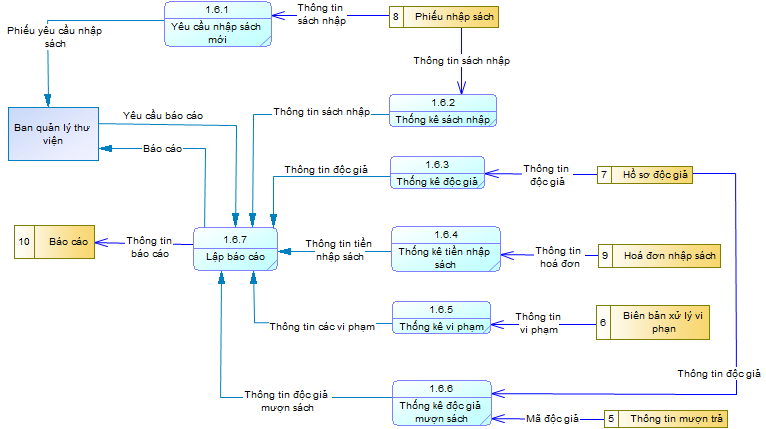 1.6.1
Yêu cầu nhập sách
mới
Thông tin
sách nhập
8 Phiếu nhập sách
Phiếu yêu cầu nhập
sách
Thông tin sách nhập
Ban quản lý thư
viện
Yêu cầu báo cáo
Báo cáo
Thông tin sách nhập
1.6.2
Thống kê sách nhập
Thông tin độc giả
1.6.3
Thống kê độc giả
Thông tin
độc giả
7 Hồ sơ độc giả
10 Báo cáo
Thông tin
báo cáo
1.6.7
Lập báo cáo
Thông tin tiền
nhập sách
1.6.4
Thống kê tiền nhập
sách
Thông tin
hoá đơn
9 Hoá đơn nhập sách
Thông tin các vi phạm
1.6.5
Thống kê vi phạm
Thông tin
vi phạm
6 Biên bản xử lý vi
phạn
Thông tin độc giả
Thông tin độc giả
mượn sách
1.6.6
Thống kê độc giả
mượn sách
Mã độc giả
5 Thông tin mượn trả